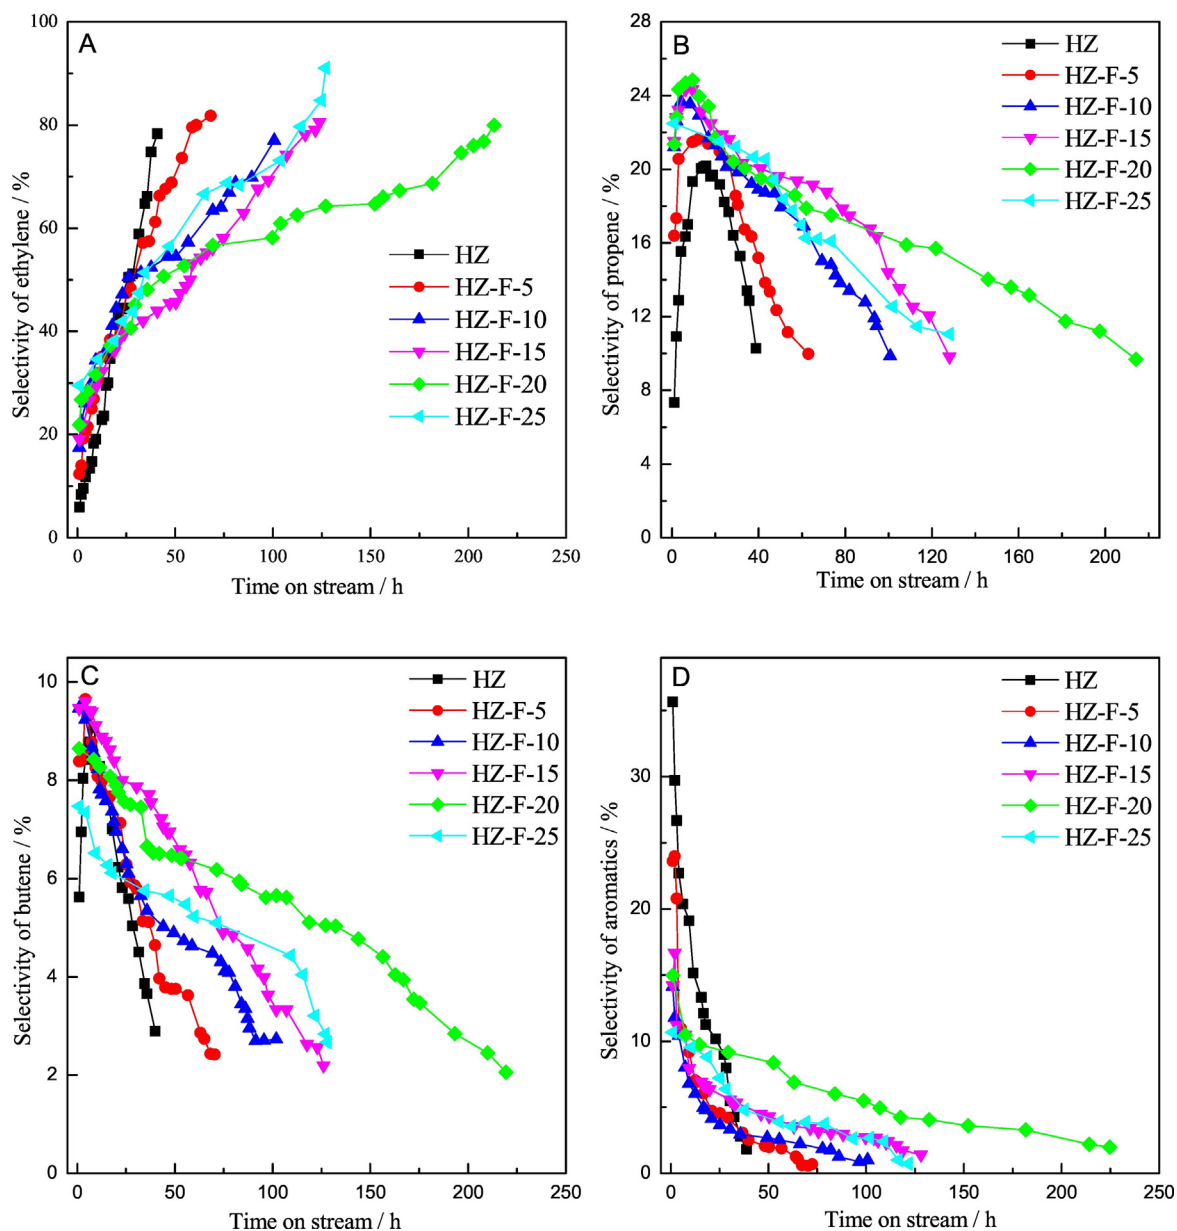 A
Selectivity of ethylene / %
100
80
60
40
20
0
HZ
HZ-F-5
HZ-F-10
HZ-F-15
HZ-F-20
HZ-F-25
0 50 100 150 200 250
Time on stream / h
B
Selectivity of propene / %
28
24
20
16
12
8
4
0
HZ
HZ-F-5
HZ-F-10
HZ-F-15
HZ-F-20
HZ-F-25
0 40 80 120 160 200
Time on stream / h
C
Selectivity of butene / %
10
8
6
4
2
0
HZ
HZ-F-5
HZ-F-10
HZ-F-15
HZ-F-20
HZ-F-25
0 50 100 150 200 250
Time on stream / h
D
Selectivity of aromatics / %
30
20
10
0
HZ
HZ-F-5
HZ-F-10
HZ-F-15
HZ-F-20
HZ-F-25
0 50 100 150 200 250
Time on stream / h